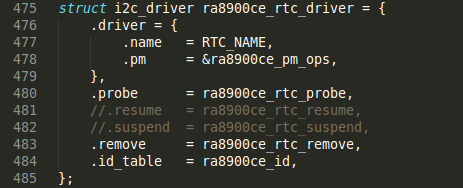 475 struct i2c_driver ra8900ce_rtc_driver = {
476     .driver = {
477         .name   = RTC_NAME,
478         .pm     = &ra8900ce_pm_ops,
479     },
480     .probe      = ra8900ce_rtc_probe,
481     //.resume   = ra8900ce_rtc_resume,
482     //.suspend  = ra8900ce_rtc_suspend,
483     .remove     = ra8900ce_rtc_remove,
484     .id_table   = ra8900ce_id,
485 };